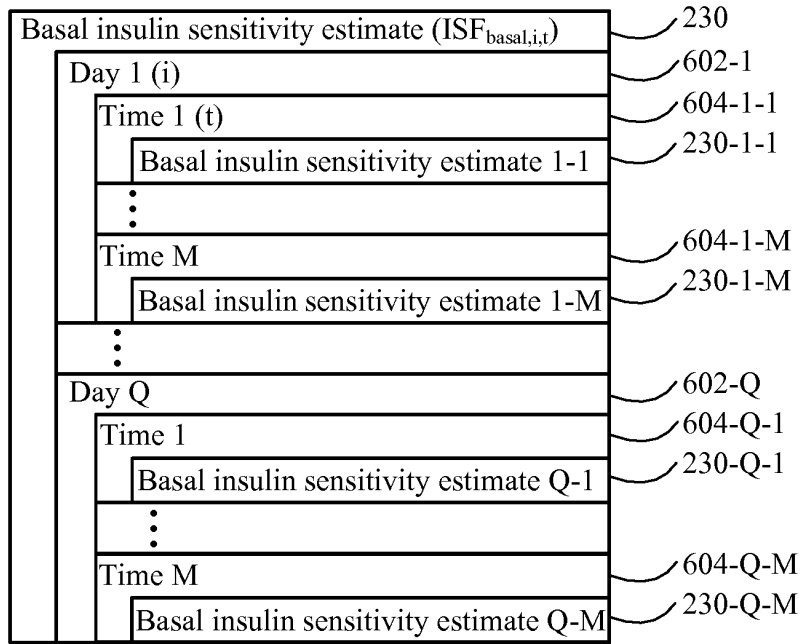 Basal insulin sensitivity estimate (ISFbasal,i,t) 230
Day 1 (i) 602-1
Time 1 (t) 604-1-1
Basal insulin sensitivity estimate 1-1 230-1-1
Time M 604-1-M
Basal insulin sensitivity estimate 1-M 230-1-M
Day Q 602-Q
Time 1 604-Q-1
Basal insulin sensitivity estimate Q-1 230-Q-1
Time M 604-Q-M
Basal insulin sensitivity estimate Q-M 230-Q-M